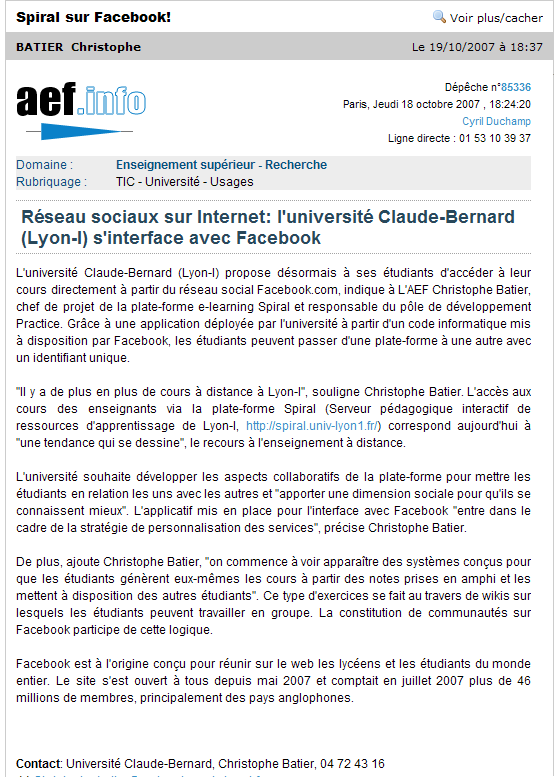 Spiral sur Facebook!
Voir plus/cacher
BATIER Christophe
Le 19/10/2007 à 18:37
aef.info
Dépêche n°85336
Paris, Jeudi 18 octobre 2007 , 18:24:20
Cyril Duchamp
Ligne directe : 01 53 10 39 37
Domaine : Enseignement supérieur - Recherche
Rubriquage : TIC - Université - Usages
Réseau sociaux sur Internet: l'université Claude-Bernard
(Lyon-I) s'interface avec Facebook
L'université Claude-Bernard (Lyon-I) propose désormais à ses étudiants d'accéder à leur
cours directement à partir du réseau social Facebook.com, indique à L'AEF Christophe Batier,
chef de projet de la plate-forme e-learning Spiral et responsable du pôle de développement
Practice. Grâce à une application déployée par l'université à partir d'un code informatique mis
à disposition par Facebook, les étudiants peuvent passer d'une plate-forme à une autre avec
un identifiant unique.
"Il y a de plus en plus de cours à distance à Lyon-I", souligne Christophe Batier. L'accès aux
cours des enseignants via la plate-forme Spiral (Serveur pédagogique interactif de
ressources d'apprentissage de Lyon-I, http://spiral.univ-lyon1.fr/) correspond aujourd'hui à
"une tendance qui se dessine", le recours à l'enseignement à distance.
L'université souhaite développer les aspects collaboratifs de la plate-forme pour mettre les
étudiants en relation les uns avec les autres et "apporter une dimension sociale pour qu'ils se
connaissent mieux". L'applicatif mis en place pour l'interface avec Facebook "entre dans le
cadre de la stratégie de personnalisation des services", précise Christophe Batier.
De plus, ajoute Christophe Batier, "on commence à voir apparaître des systèmes conçus pour
que les étudiants génèrent eux-mêmes les cours à partir des notes prises en amphi et les
mettent à disposition des autres étudiants". Ce type d'exercices se fait au travers de wikis sur
lesquels les étudiants peuvent travailler en groupe. La constitution de communautés sur
Facebook participe de cette logique.
Facebook est à l'origine conçu pour réunir sur le web les lycéens et les étudiants du monde
entier. Le site s'est ouvert à tous depuis mai 2007 et comptait en juillet 2007 plus de 46
millions de membres, principalement des pays anglophones.
Contact: Université Claude-Bernard, Christophe Batier, 04 72 43 16